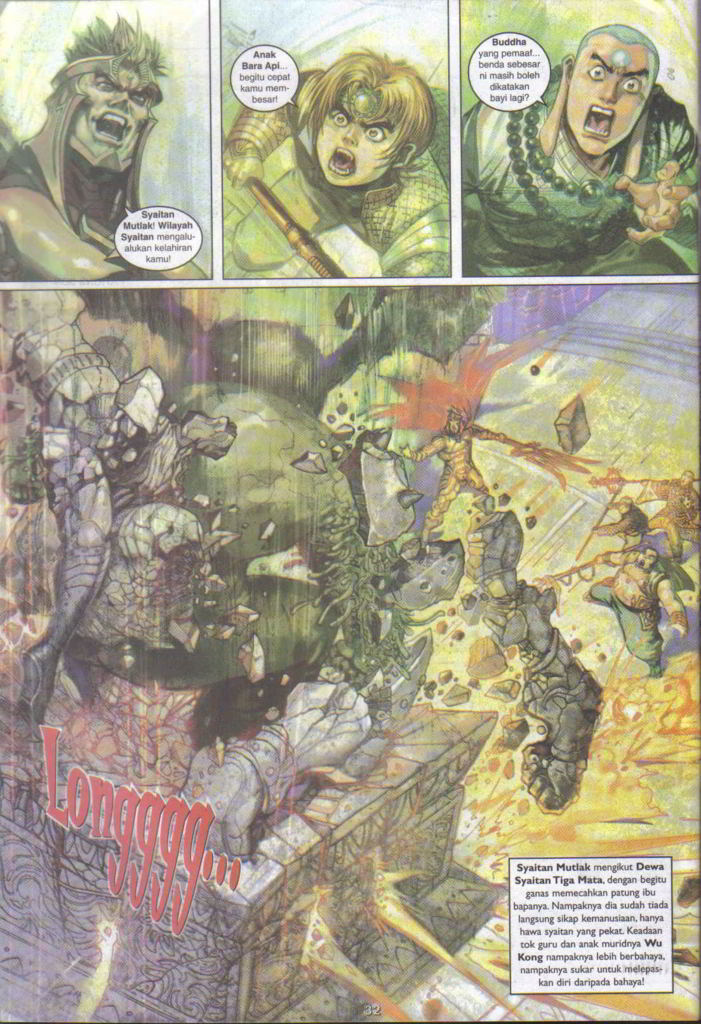 Syaitan
Mutlak! Wilayah
Syaitan mengalu-
alukan kelahiran
kamu!
Anak
Bara Api...
begitu cepat
kamu mem-
besar!
Buddha
yang pemaaf...
benda sebesar
ni masih boleh
dikatakan
bayi lagi?
Longggg...
Syaitan Mutlak mengikut Dewa
Syaitan Tiga Mata, dengan begitu
ganas memecahkan patung ibu
bapanya. Nampaknya dia sudah tiada
langsung sikap kemanusiaan, hanya
hawa syaitan yang pekat. Keadaan
tok guru dan anak muridnya Wu
Kong nampaknya lebih berbahaya,
nampaknya sukar untuk melepas-
kan diri daripada bahaya!
32